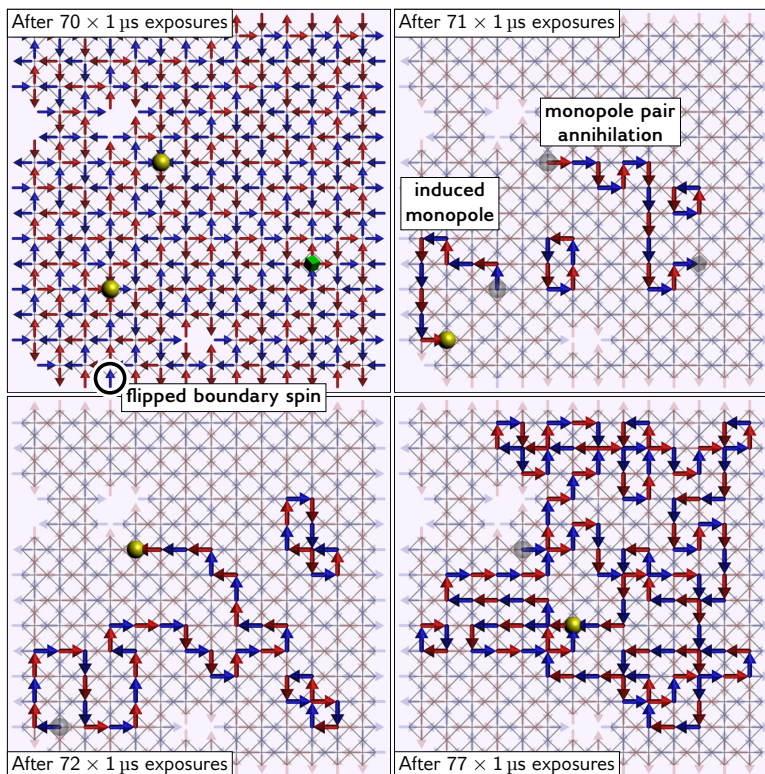 After 70 × 1 µs exposures
After 71 × 1 µs exposures
monopole pair
annihilation
induced
monopole
flipped boundary spin
After 72 × 1 µs exposures
After 77 × 1 µs exposures